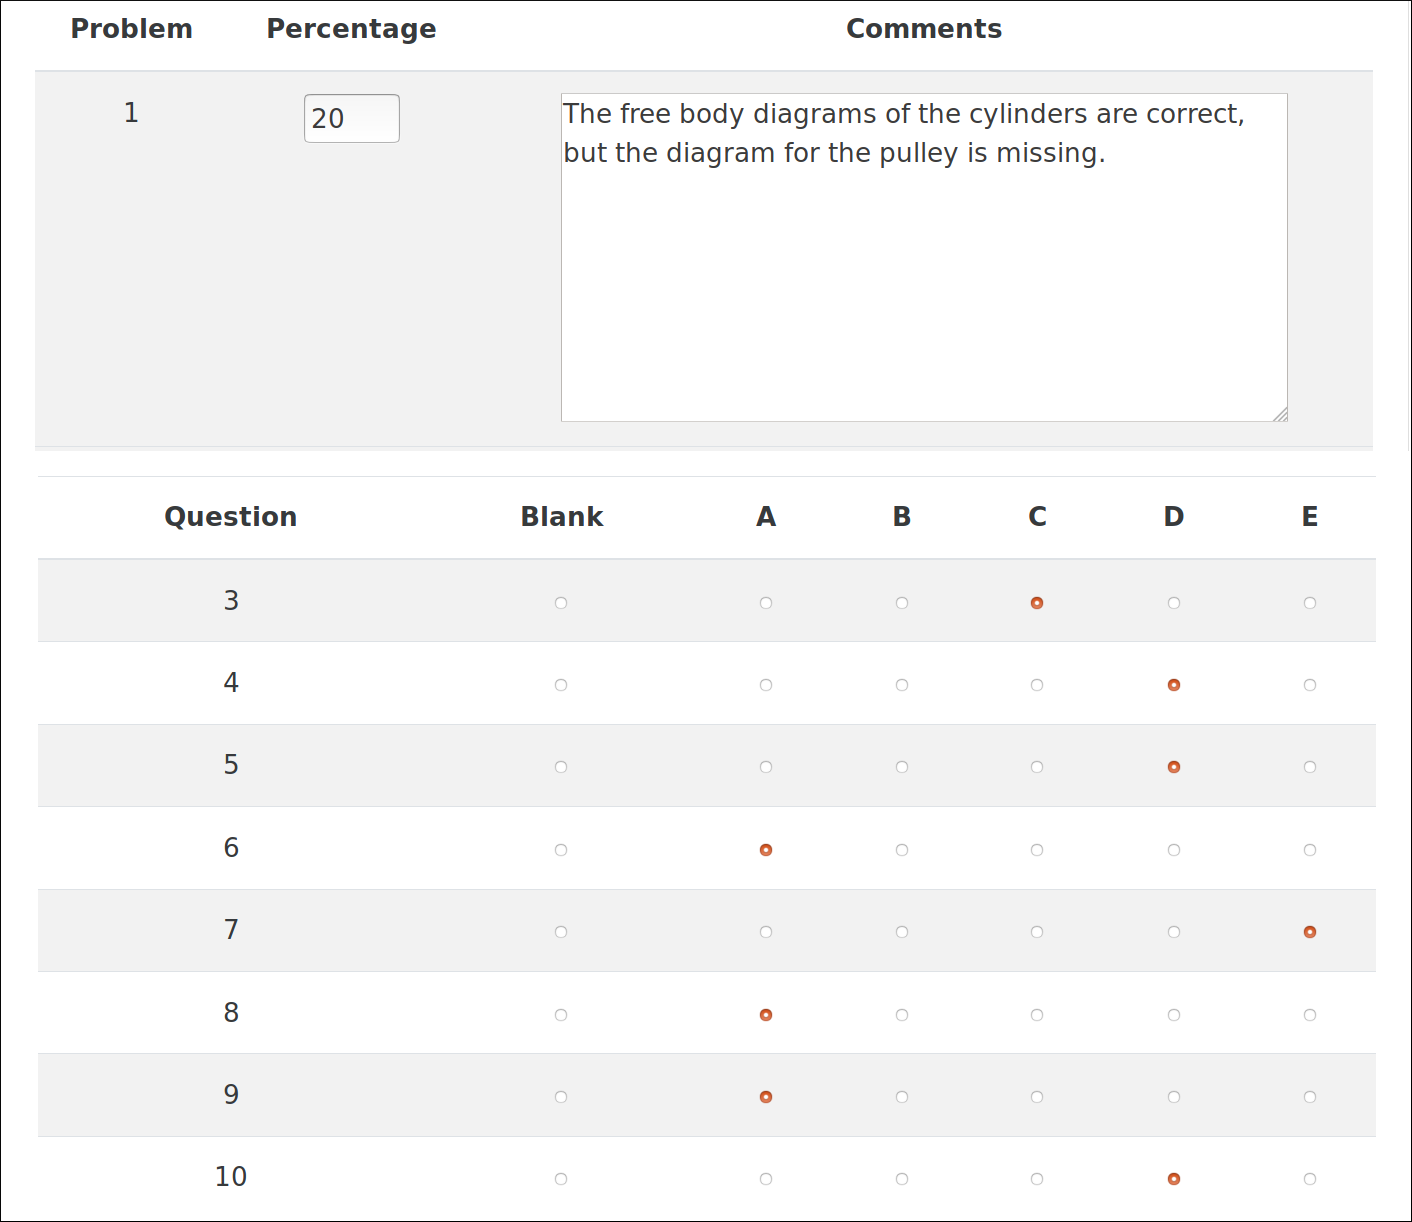 Problem Percentage Comments
1 20 The free body diagrams of the cylinders are correct,
but the diagram for the pulley is missing.
Question Blank A B C D E
3
4
5
6
7
8
9
10